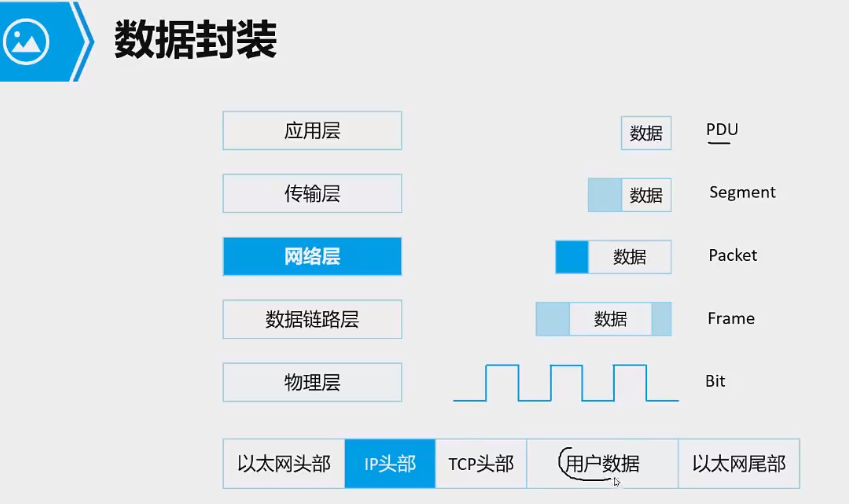 数据封装
应用层 数据 PDU
传输层 数据 Segment
网络层 数据 Packet
数据链路层 数据 Frame
物理层 Bit
以太网头部 IP头部 TCP头部 用户数据 以太网尾部